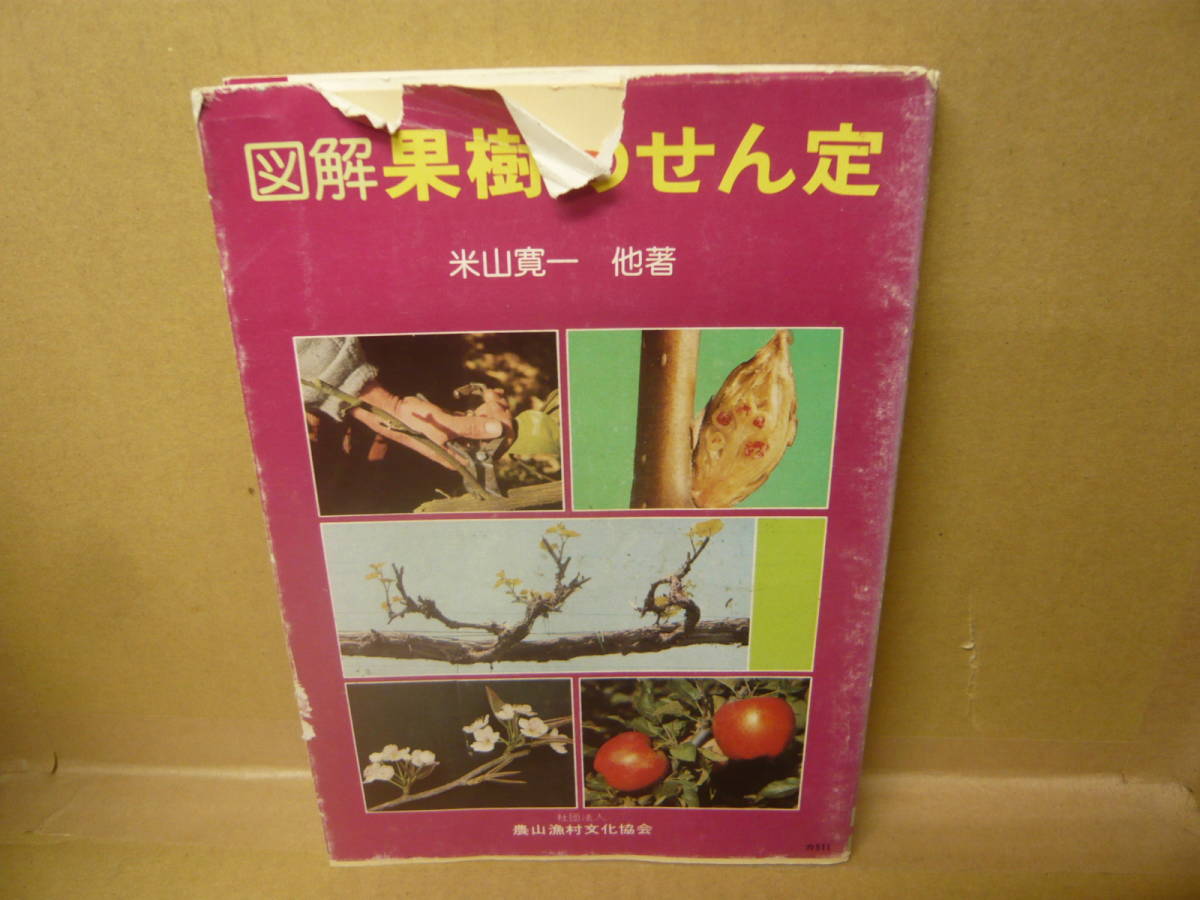 図解 果樹のせん定
米山寛一 他著
社団法人
農山漁村文化協会